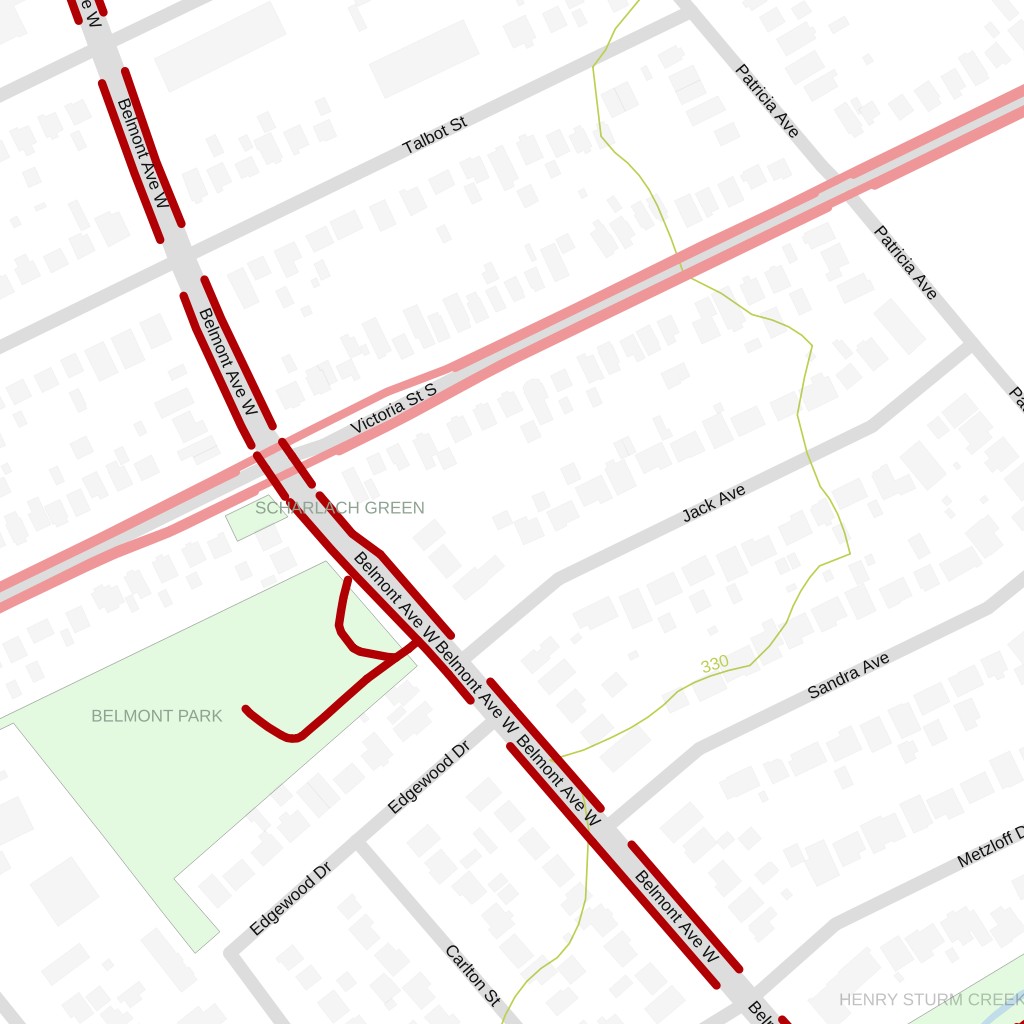 e W
Patricia Ave
Talbot St
Belmont Ave W
Patricia Ave
Belmont Ave W
Victoria St S
Jack Ave
SCHARLACH GREEN
Belmont Ave W
Belmont Ave W
330
Sandra Ave
BELMONT PARK
Belmont Ave W
Edgewood Dr
Metzloff D
Edgewood Dr
Belmont Ave W
Carlton St
HENRY STURM CREEK